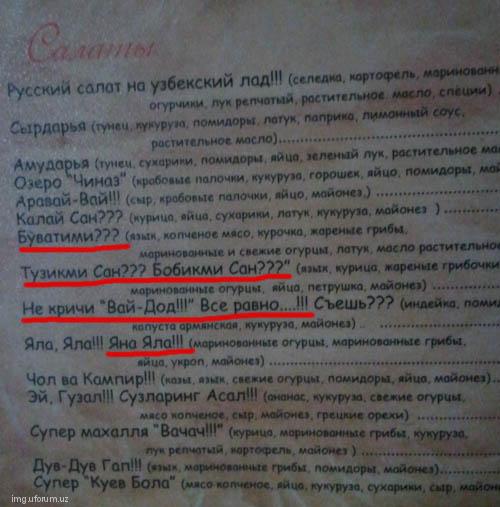 Салаты
Русский салат на узбекский лад!!! (селедка, картофель, маринованн
огурчики, лук репчатый, растительное масло, специи)
Сырдарья (тунец, кукуруза, помидоры, латук, паприка, лимонный соус,
растительное масло)
Амударья (тунец, сухарики, помидоры, яйца, зеленый лук, растительное ма
Озеро "Чиназ" (крабовые палочки, кукуруза, горошек, яйцо, помидоры, ма
Аравай-Вай!!! (сыр, крабовые палочки, яйцо, майонез,)
Калай Сан??? (курица, яйца, сухарики, латук, кукуруза, майонез )
Буватими??? (язык, копченое мясо, курочка, жареные грибы,
маринованные и свежие огурцы, латук, масло растительно
Тузикми Сан??? Бобикми Сан???" (язык, курица, жареные грибочки
маринованные огурцы, яйца, петрушка, майонез)
Не кричи "Вай-Дод!!!" Все равно....!!! Съешь??? (индейка, пом
капуста армянская, кукуруза, майонез) ..
Яла, Яла!!! Яна Яла!!! (маринованные огурцы, маринованные грибы,
яйца, укроп, майонез)
Чол ва Кампир!!! (казы, язык, свежие огурцы, помидоры, яйца, майонез)
Эй, Гузал!!! Сузларинг Асал!!! (ананас, кукуруза, свежие огурцы,
мясо копченое, сыр, майонез, грецкие орехи)
Супер махалля "Вачач!!!" (курица, маринованные грибы, кукуруза,
лук репчатый, картофель, майонез )
Дув-Дув Гап!!! (язык, маринованные грибы, помидоры, майонез)
Супер "Куев Бола" (мясо копченое, яйца, кукуруза, сухарики, сыр, майон
img.uforum.uz